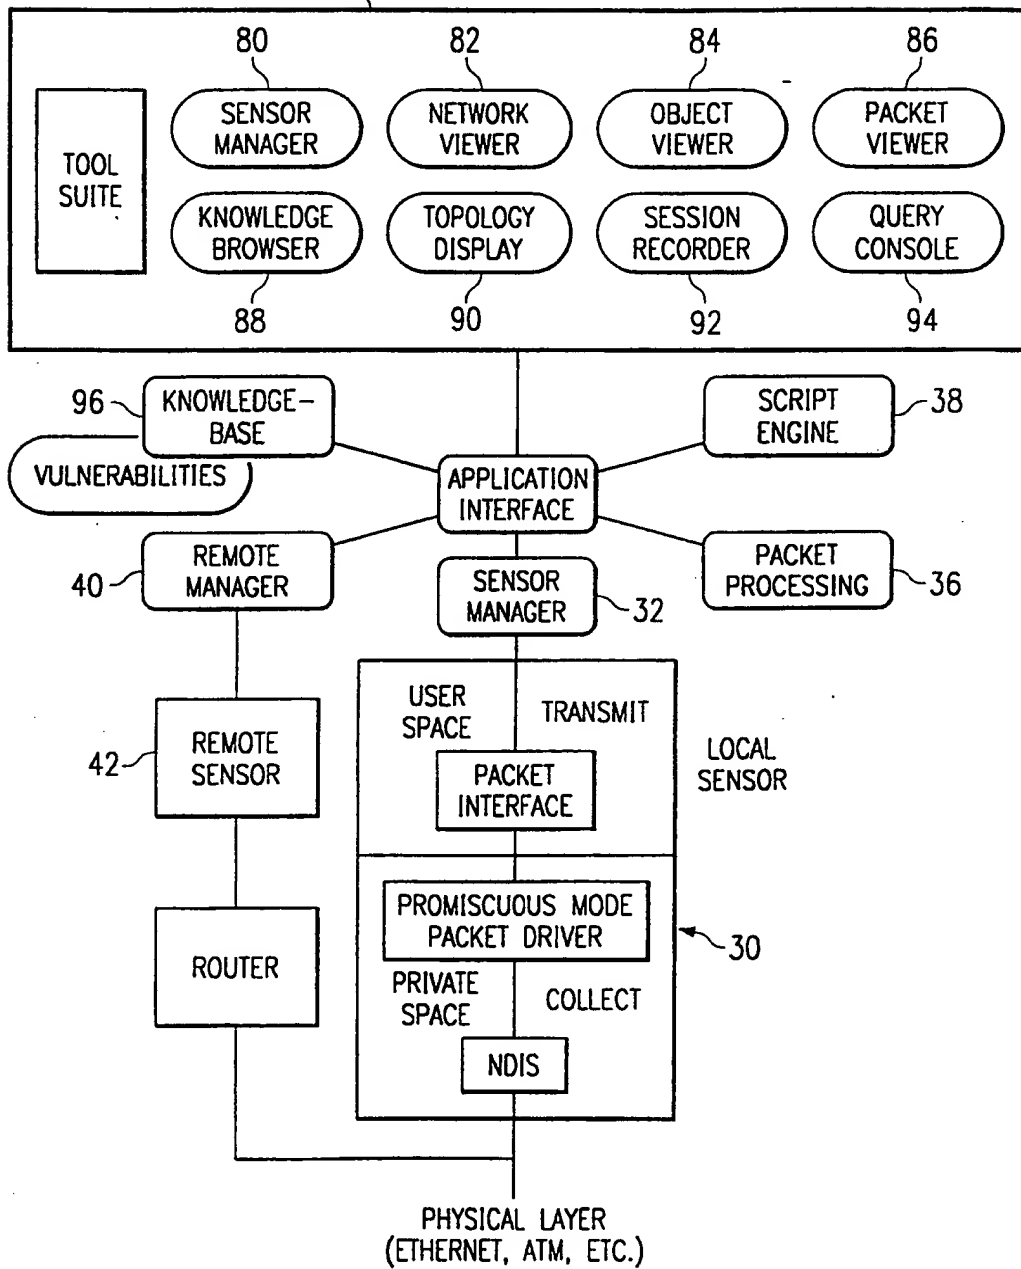 80
82
84
86
TOOL
SUITE
SENSOR
MANAGER
NETWORK
VIEWER
OBJECT
VIEWER
PACKET
VIEWER
KNOWLEDGE
BROWSER
TOPOLOGY
DISPLAY
SESSION
RECORDER
QUERY
CONSOLE
88
90
92
94
96
KNOWLEDGE-
BASE
VULNERABILITIES
SCRIPT
ENGINE
38
APPLICATION
INTERFACE
40
REMOTE
MANAGER
SENSOR
MANAGER
32
PACKET
PROCESSING
36
USER
SPACE
TRANSMIT
42
REMOTE
SENSOR
PACKET
INTERFACE
LOCAL
SENSOR
PROMISCUOUS MODE
PACKET DRIVER
30
ROUTER
PRIVATE
SPACE
COLLECT
NDIS
PHYSICAL LAYER
(ETHERNET, ATM, ETC.)